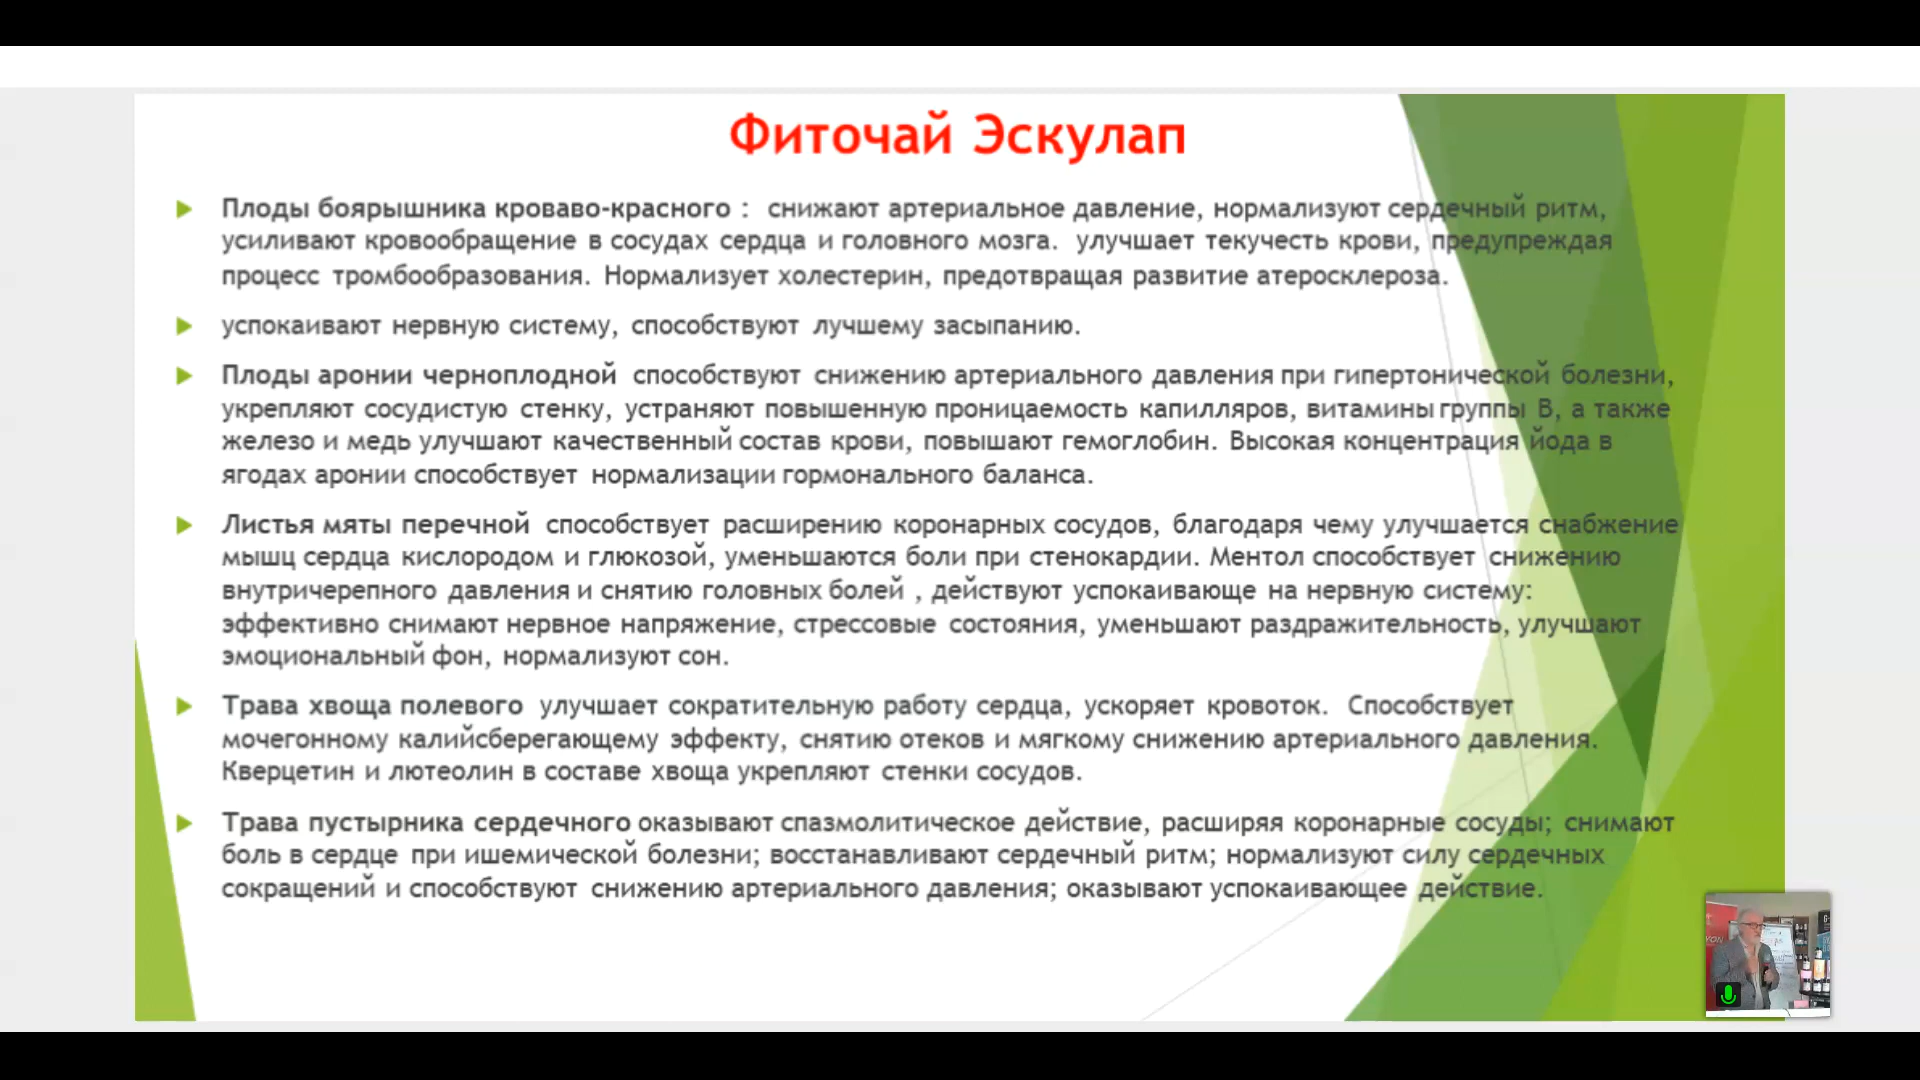 Фиточай Эскулап
Плоды боярышника кроваво-красного : снижают артериальное давление, нормализуют сердечный ритм,
усиливают кровообращение в сосудах сердца и головного мозга. улучшает текучесть крови, предупреждая
процесс тромбообразования. Нормализует холестерин, предотвращая развитие атеросклероза.
успокаивают нервную систему, способствуют лучшему засыпанию.
Плоды аронии черноплодной способствуют снижению артериального давления при гипертонической болезни,
укрепляют сосудистую стенку, устраняют повышенную проницаемость капилляров, витамины группы В, а также
железо и медь улучшают качественный состав крови, повышают гемоглобин. Высокая концентрация йода в
ягодах аронии способствует нормализации гормонального баланса.
Листья мяты перечной способствует расширению коронарных сосудов, благодаря чему улучшается снабжение
мышц сердца кислородом и глюкозой, уменьшаются боли при стенокардии. Ментол способствует снижению
внутричерепного давления и снятию головных болей , действуют успокаивающе на нервную систему:
эффективно снимают нервное напряжение, стрессовые состояния, уменьшают раздражительность, улучшают
эмоциональный фон, нормализуют сон.
Трава хвоща полевого улучшает сократительную работу сердца, ускоряет кровоток. Способствует
мочегонному калийсберегающему эффекту, снятию отеков и мягкому снижению артериального давления.
Кверцетин и лютеолин в составе хвоща укрепляют стенки сосудов.
Трава пустырника сердечного оказывают спазмолитическое действие, расширяя коронарные сосуды; снимают
боль в сердце при ишемической болезни; восстанавливают сердечный ритм; нормализуют силу сердечных
сокращений и способствуют снижению артериального давления; оказывают успокаивающее действие.